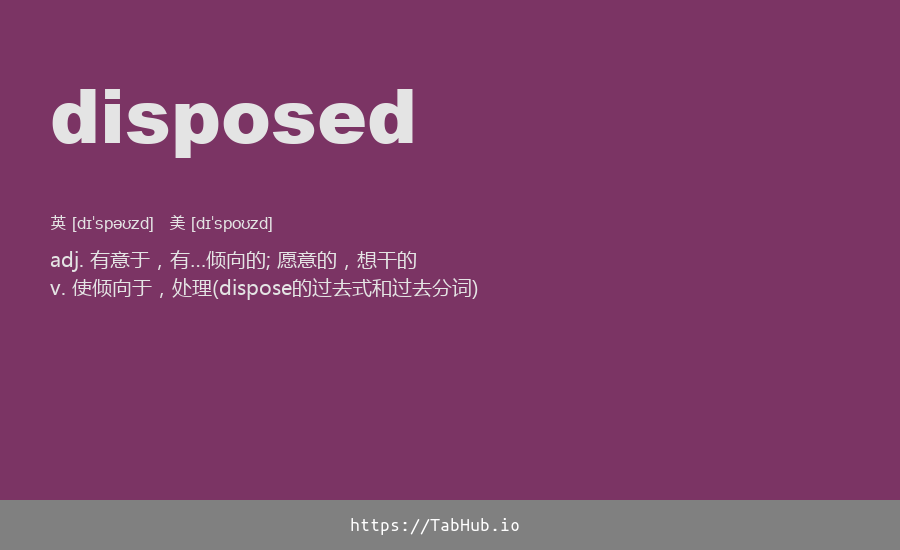 disposed
英 [dɪˈspəʊzd] 美 [dɪˈspoʊzd]
adj. 有意于，有...倾向的; 愿意的，想干的
v. 使倾向于，处理(dispose的过去式和过去分词)
https://TabHub.io